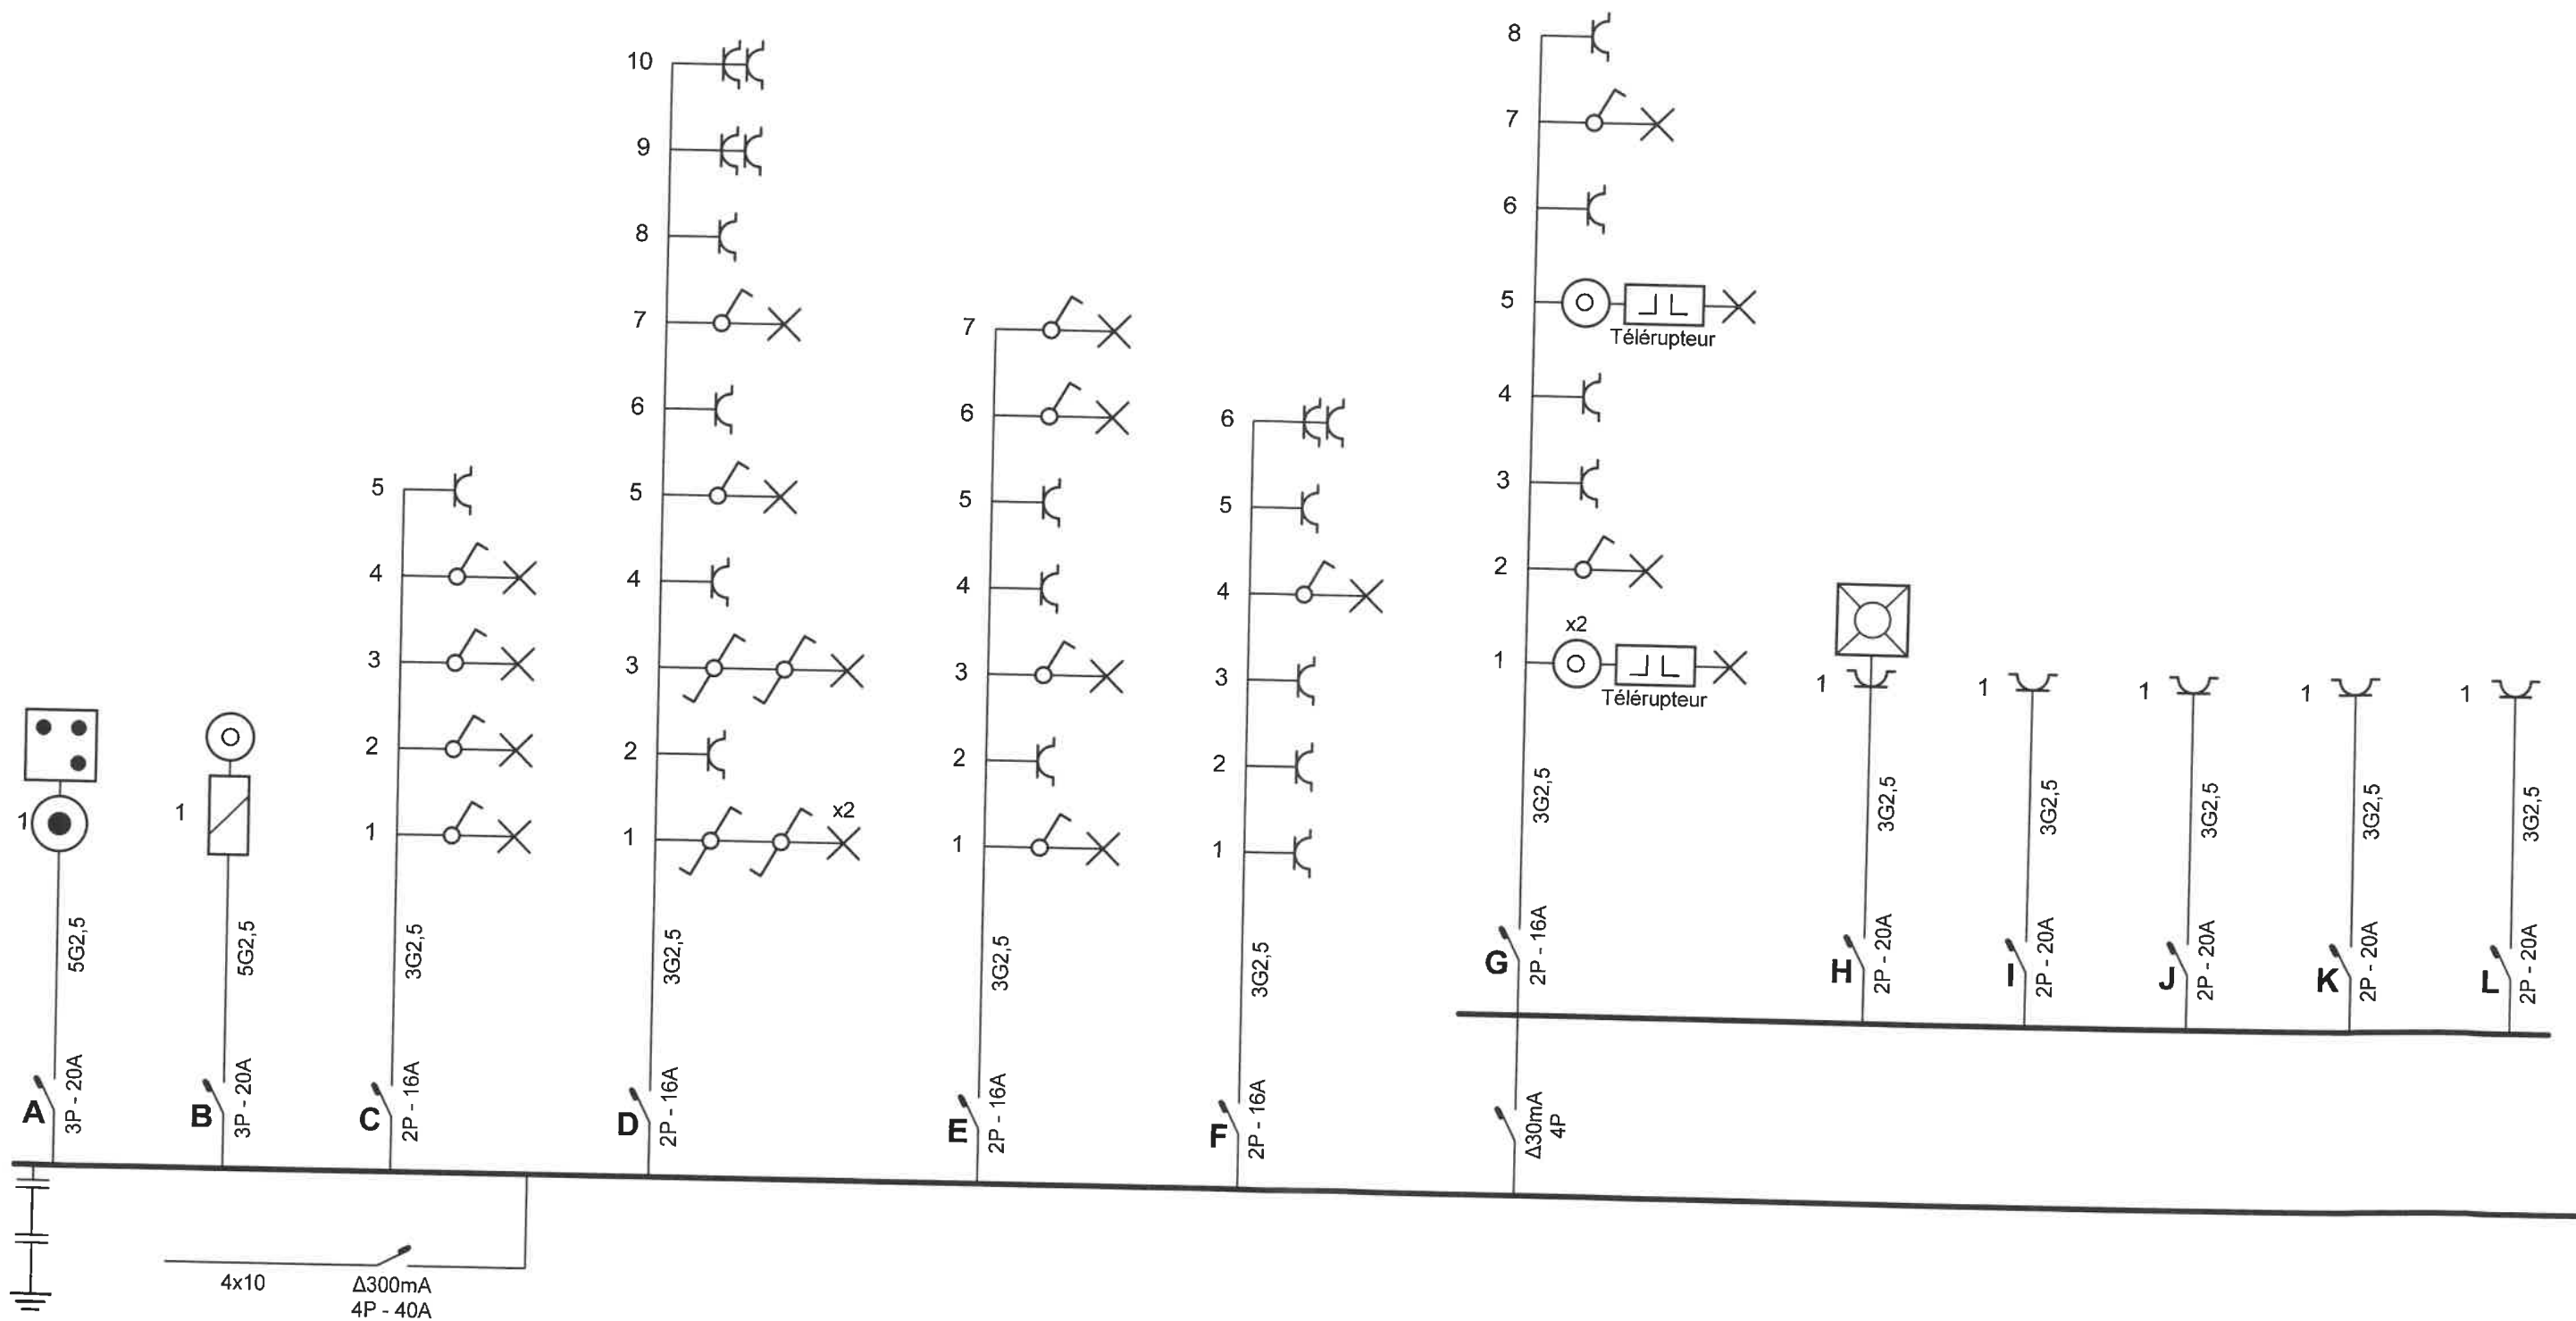 1
5G2,5
A
3P - 20A
1
5G2,5
B
3P - 20A
5
4
3
2
1
3G2,5
C
2P - 16A
10
9
8
7
6
5
4
3
2
1
x2
3G2,5
D
2P - 16A
7
6
5
4
3
2
1
3G2,5
E
2P - 16A
6
5
4
3
2
1
3G2,5
F
2P - 16A
8
7
6
5
Télérupteur
4
3
2
x2
1
Télérupteur
3G2,5
G
2P - 16A
Δ30mA
4P
1
3G2,5
H
2P - 20A
1
3G2,5
I
2P - 20A
1
3G2,5
J
2P - 20A
1
3G2,5
K
2P - 20A
1
3G2,5
L
2P - 20A
4x10
Δ300mA
4P - 40A